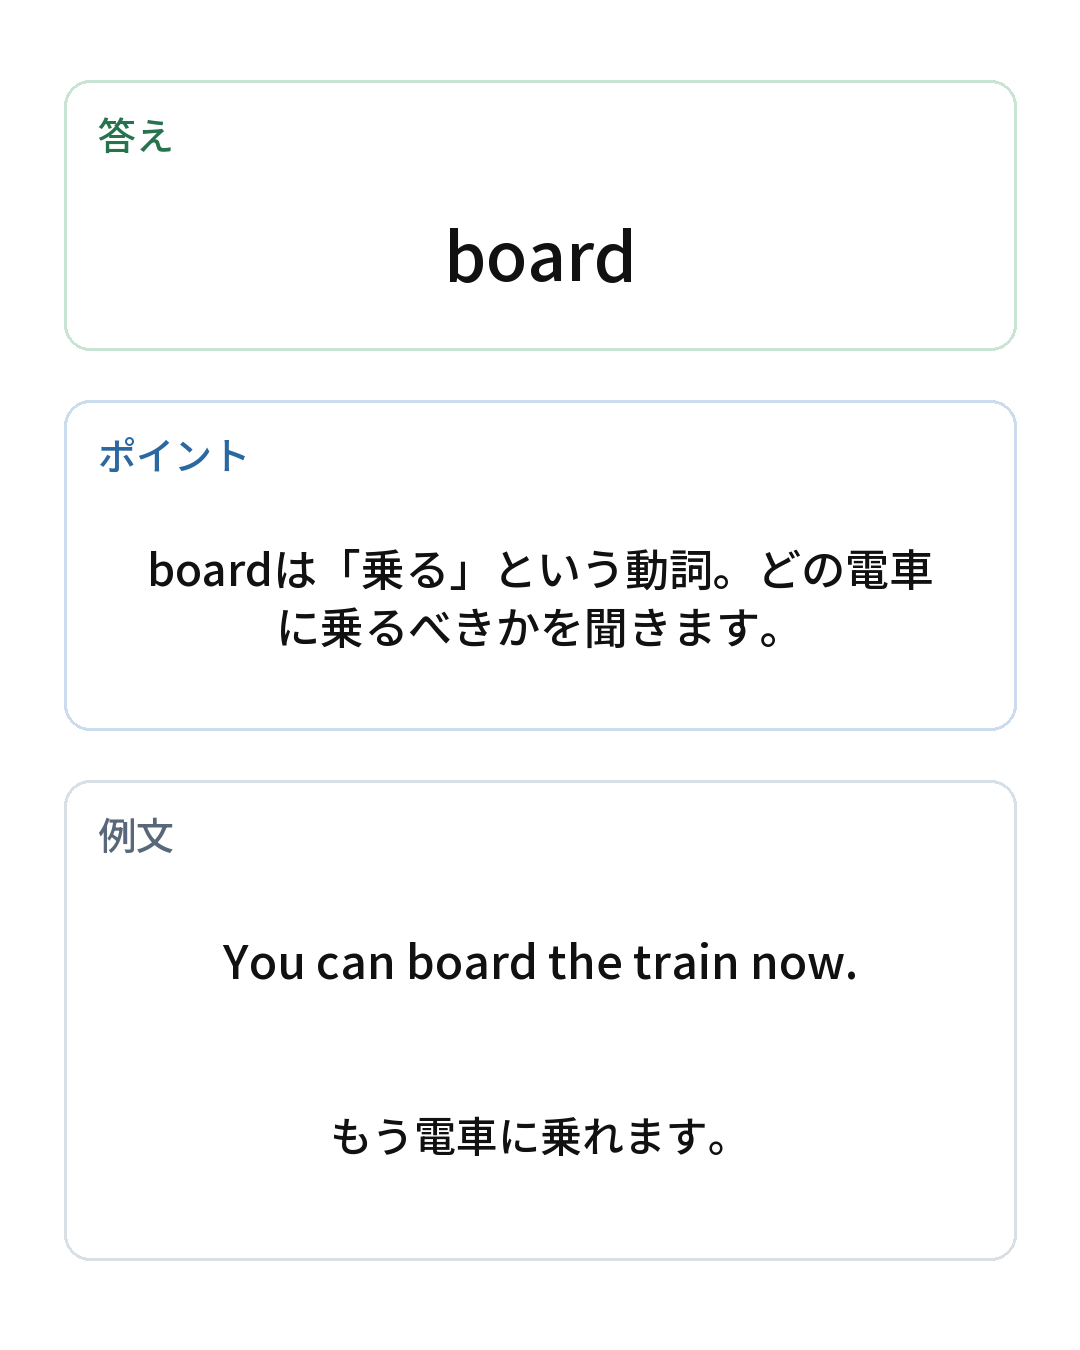 答え
board
ポイント
boardは「乗る」という動詞。どの電車
に乗るべきかを聞きます。
例文
You can board the train now.
もう電車に乗れます。